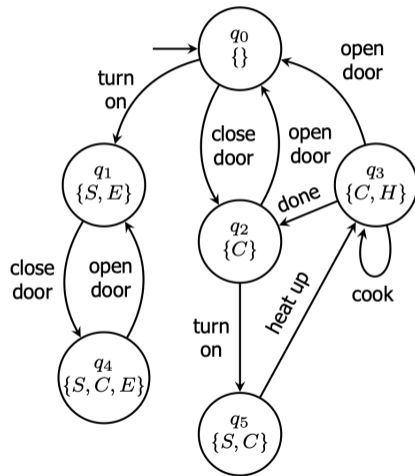 q₀
{}
turn
on
close
door
open
door
open
door
q₁
{S, E}
q₂
{C}
q₃
{C, H}
done
cook
close
door
open
door
turn
on
heat up
q₄
{S, C, E}
q₅
{S, C}